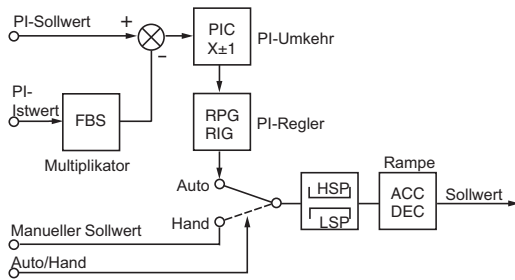 PI-Sollwert
+
−
PIC
X±1
PI-Umkehr
PI-
Istwert
FBS
Multiplikator
RPG
RIG
PI-Regler
Auto
Hand
HSP
LSP
Rampe
ACC
DEC
Sollwert
Manueller Sollwert
Auto/Hand